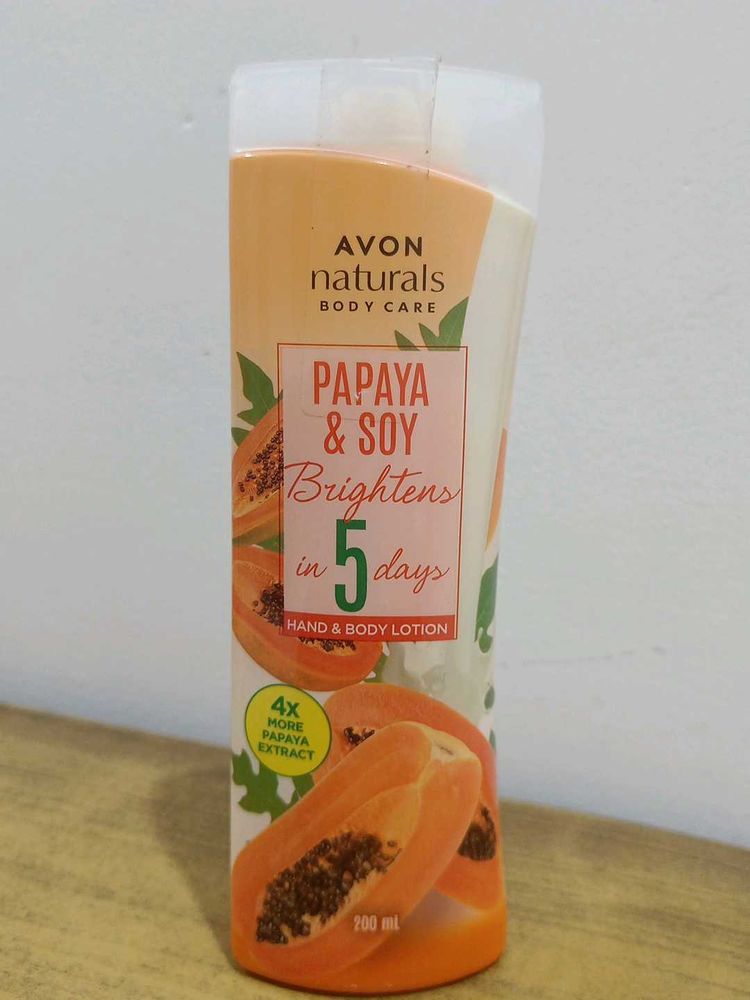 AVON
naturals
BODY CARE
PAPAYA
& SOY
Brightens
in 5 days
HAND & BODY LOTION
4x
MORE
PAPAYA
EXTRACT
200 mL